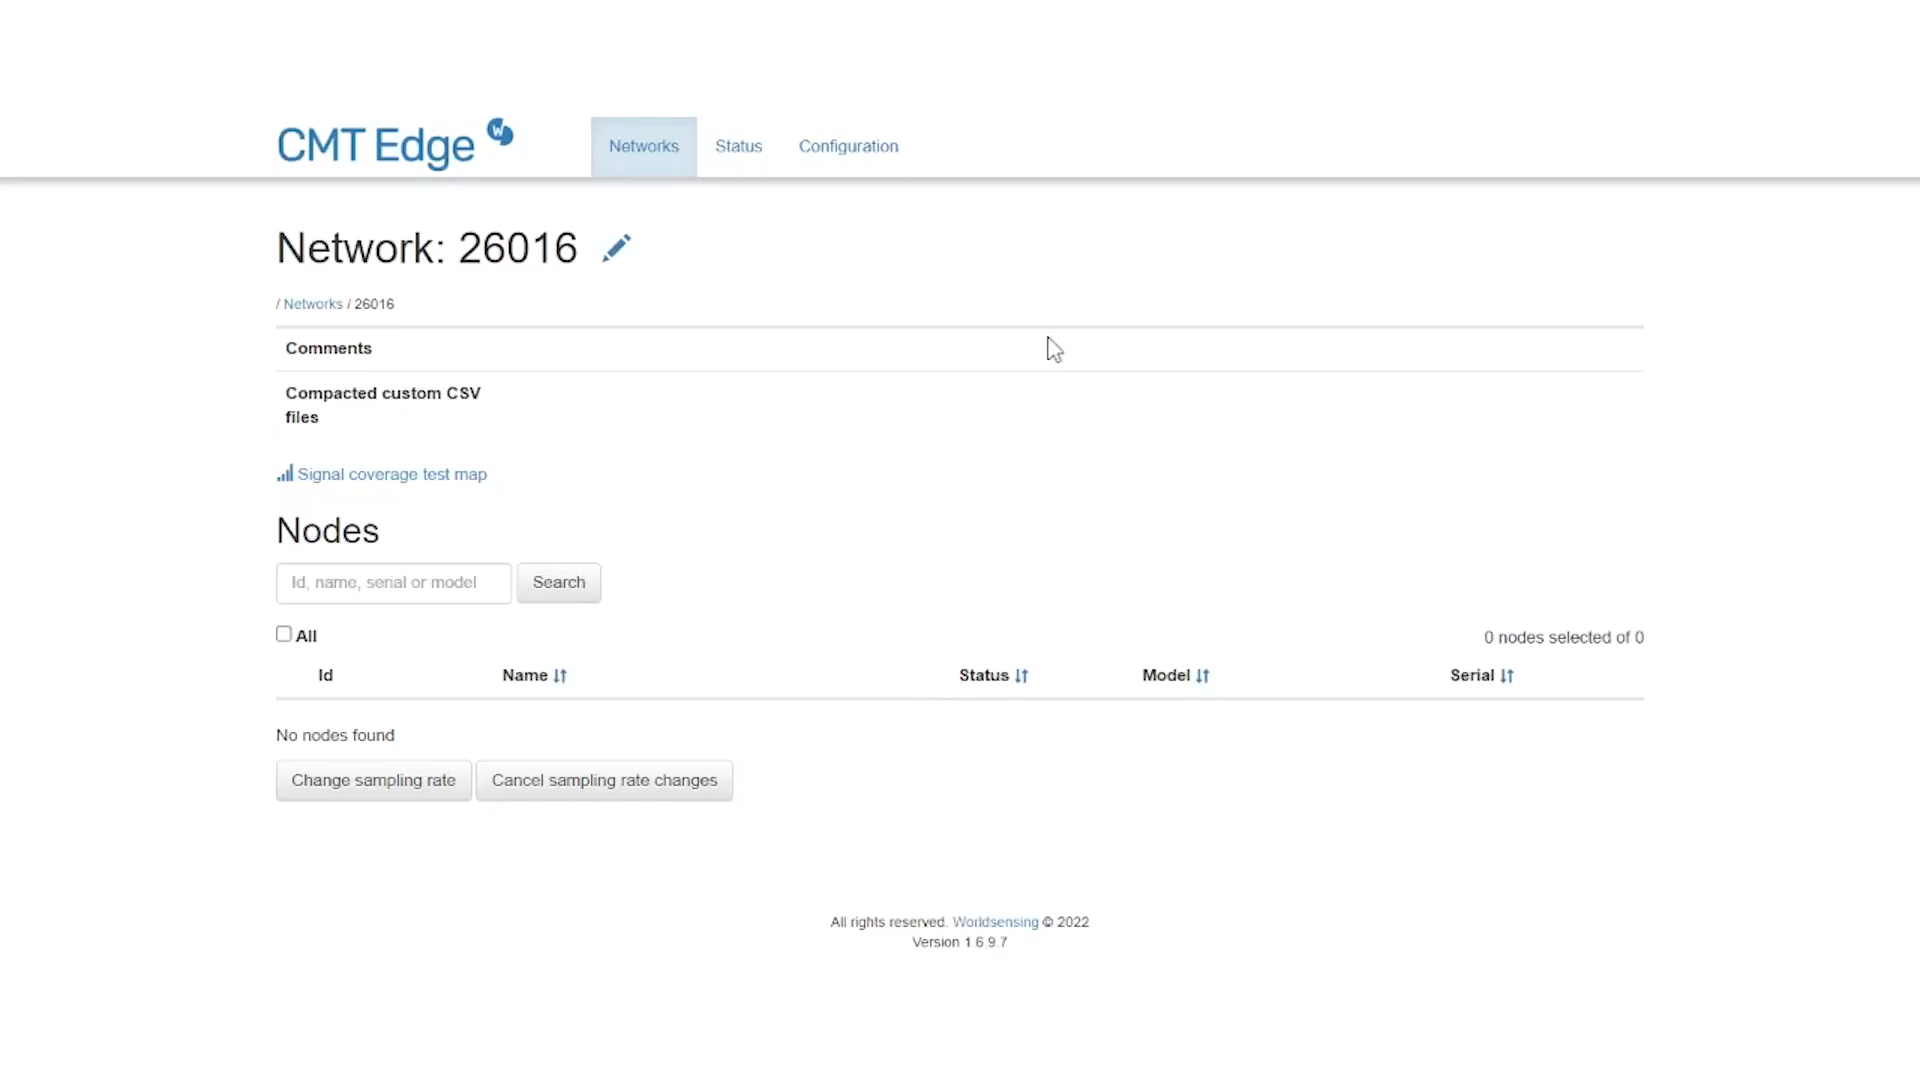 CMT Edge W
Networks Status Configuration
Network: 26016
/ Networks / 26016
Comments
Compacted custom CSV
files
Signal coverage test map
Nodes
Id, name, serial or model Search
All 0 nodes selected of 0
Id Name Status Model Serial
No nodes found
Change sampling rate Cancel sampling rate changes
All rights reserved. Worldsensing © 2022
Version 1.6.9.7